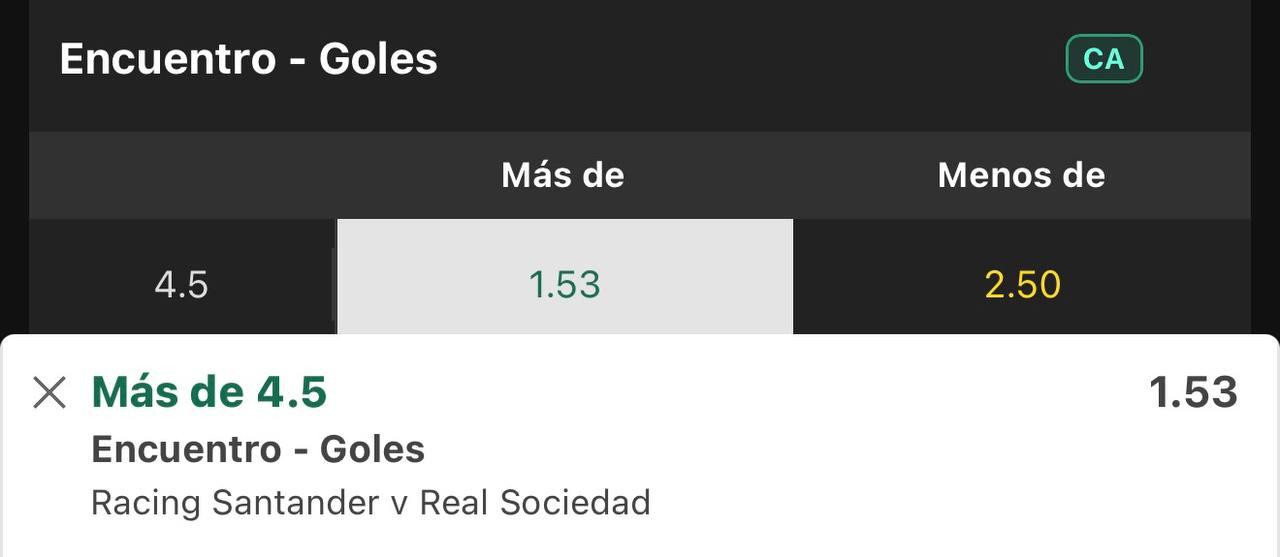 Encuentro - Goles CA
Más de Menos de
4.5 1.53 2.50
Más de 4.5 1.53
Encuentro - Goles
Racing Santander v Real Sociedad